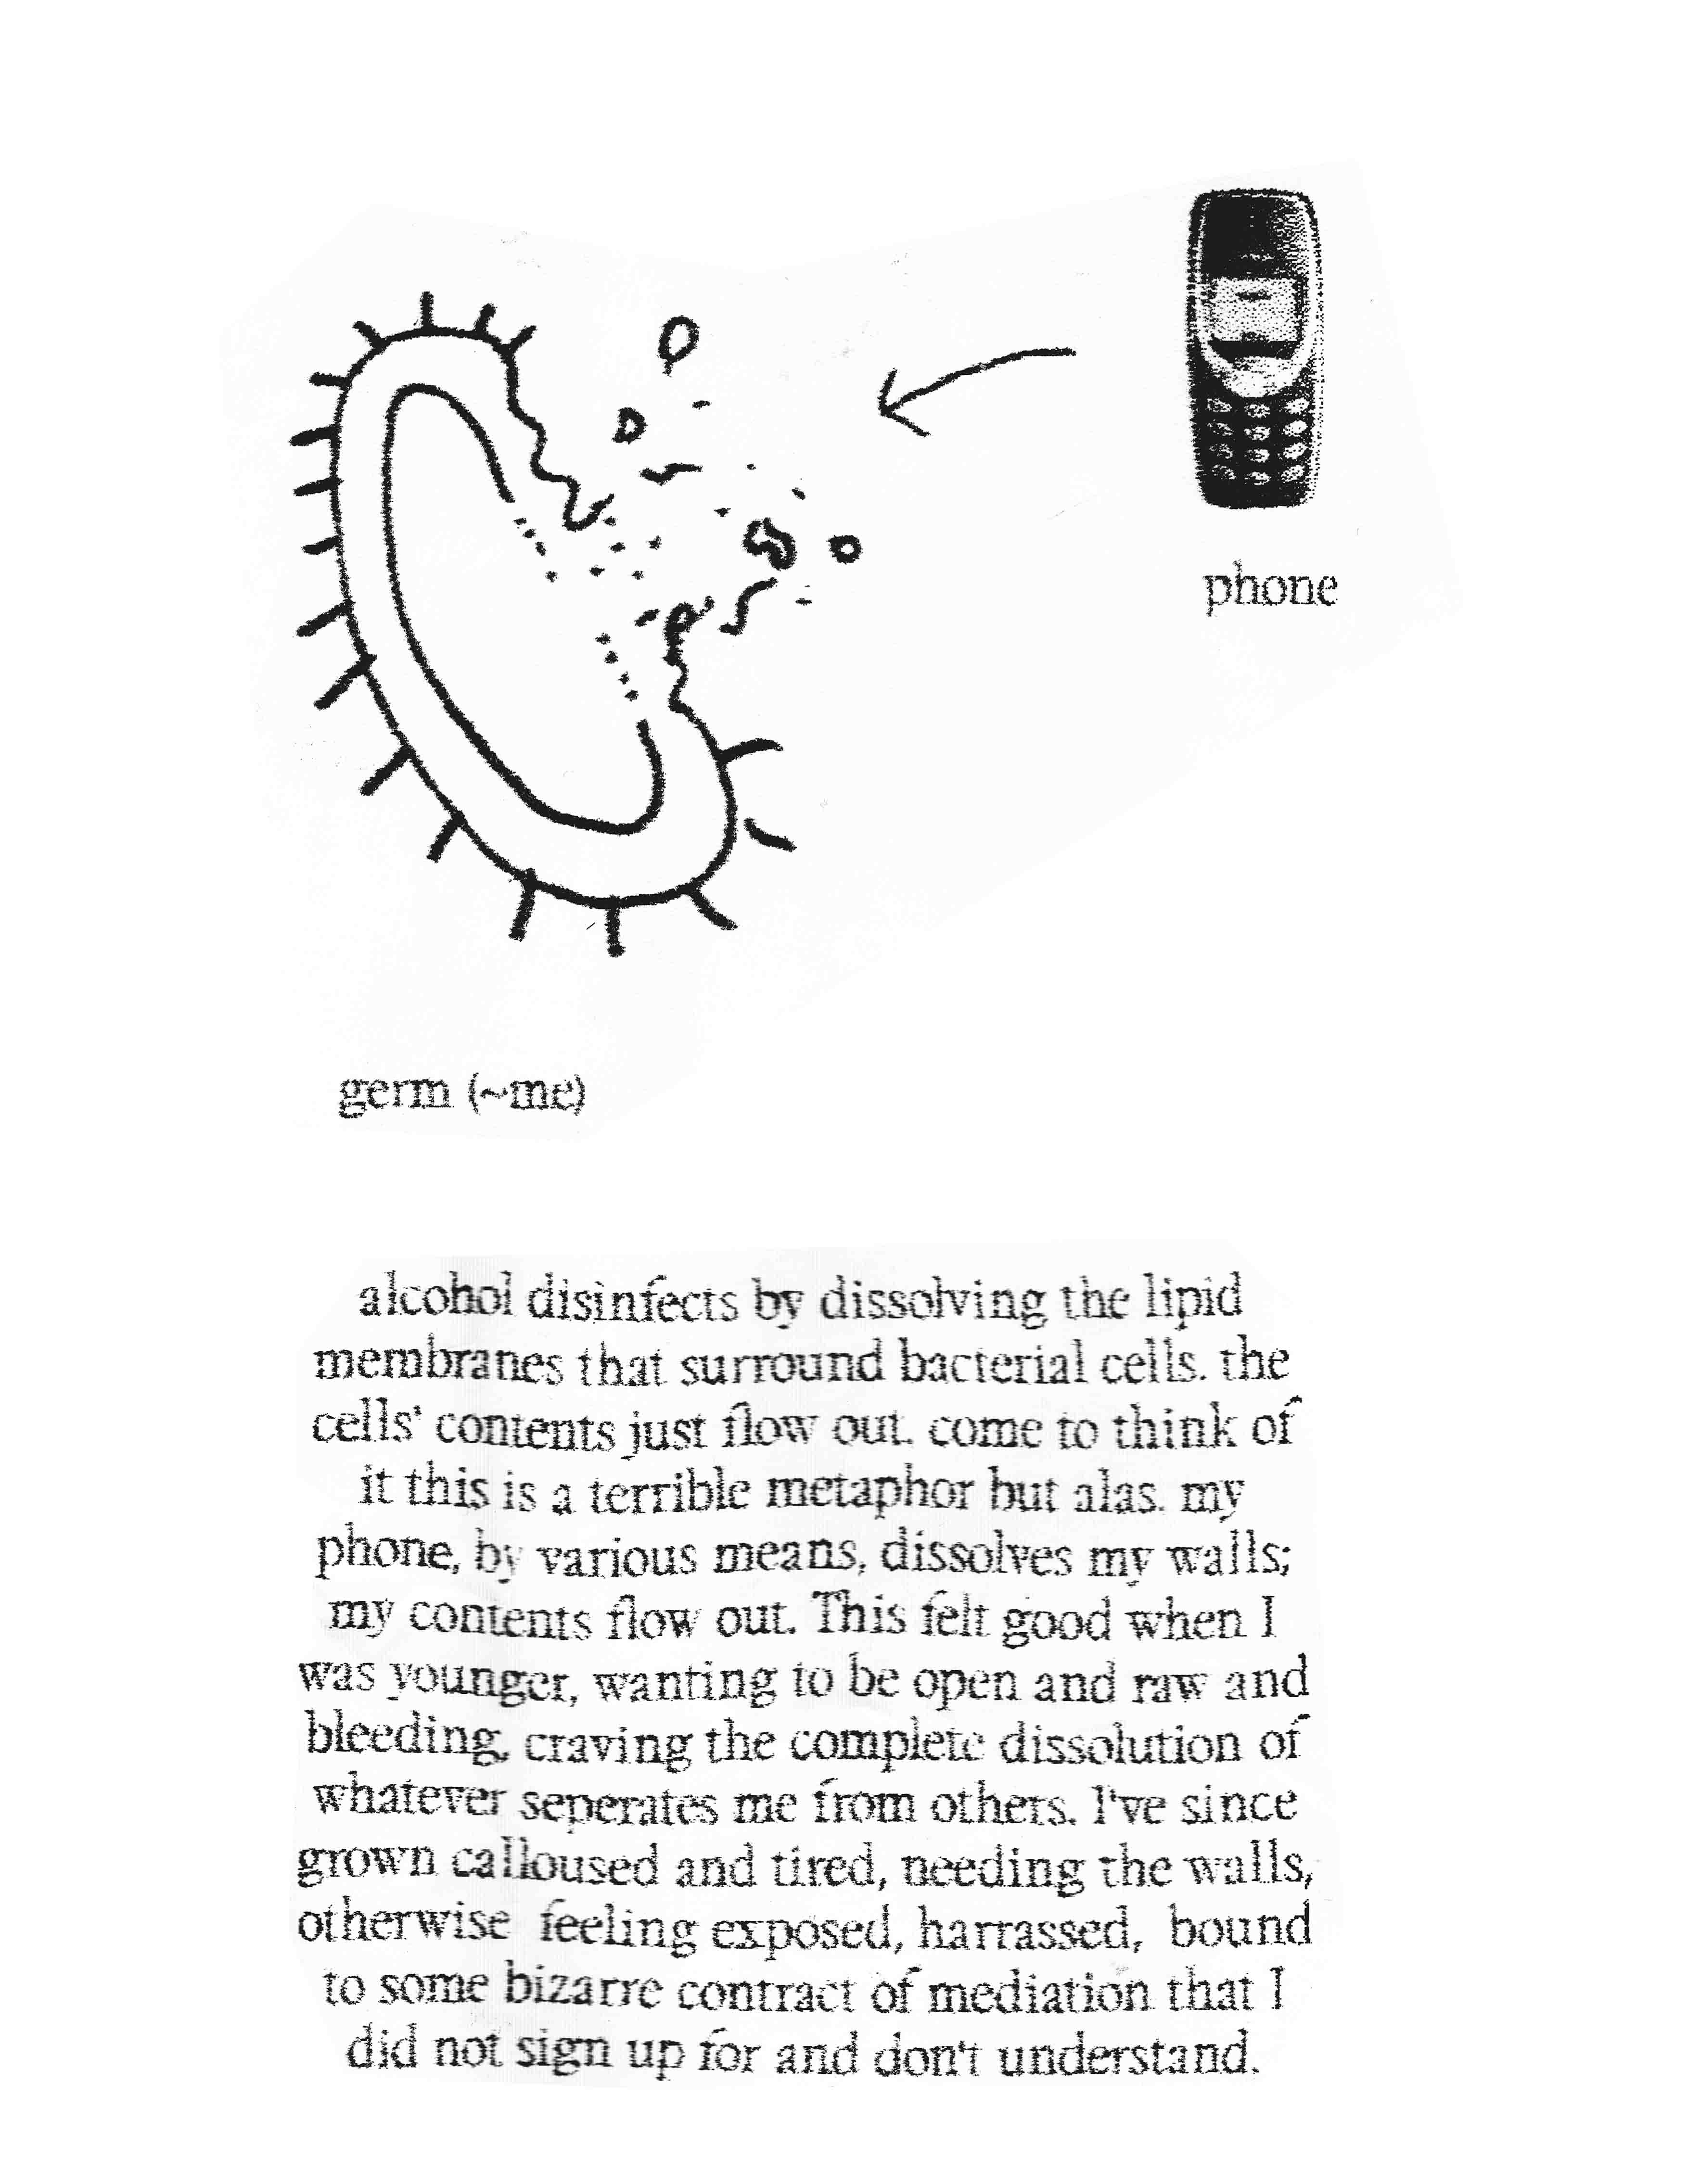 phone
germ (~me)
alcohol disinfects by dissolving the lipid
membranes that surround bacterial cells. the
cells' contents just flow out. come to think of
it this is a terrible metaphor but alas. my
phone, by various means, dissolves my walls;
my contents flow out. This felt good when I
was younger, wanting to be open and raw and
bleeding, craving the complete dissolution of
whatever seperates me from others. I've since
grown calloused and tired, needing the walls,
otherwise feeling exposed, harrassed, bound
to some bizarre contract of mediation that I
did not sign up for and don't understand.